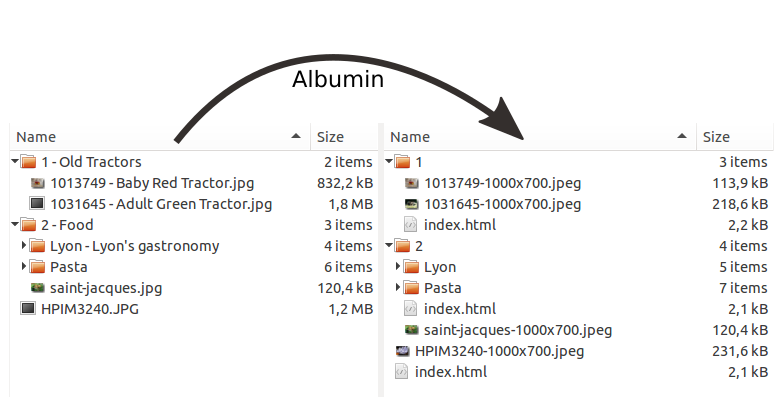 Albumin
Name Size
1 - Old Tractors 2 items
1013749 - Baby Red Tractor.jpg 832,2 kB
1031645 - Adult Green Tractor.jpg 1,8 MB
2 - Food 3 items
Lyon - Lyon's gastronomy 4 items
Pasta 6 items
saint-jacques.jpg 120,4 kB
HPIM3240.JPG 1,2 MB
Name Size
1 3 items
1013749-1000x700.jpeg 113,9 kB
1031645-1000x700.jpeg 218,6 kB
index.html 2,2 kB
2 4 items
Lyon 5 items
Pasta 7 items
index.html 2,1 kB
saint-jacques-1000x700.jpeg 120,4 kB
HPIM3240-1000x700.jpeg 231,6 kB
index.html 2,1 kB